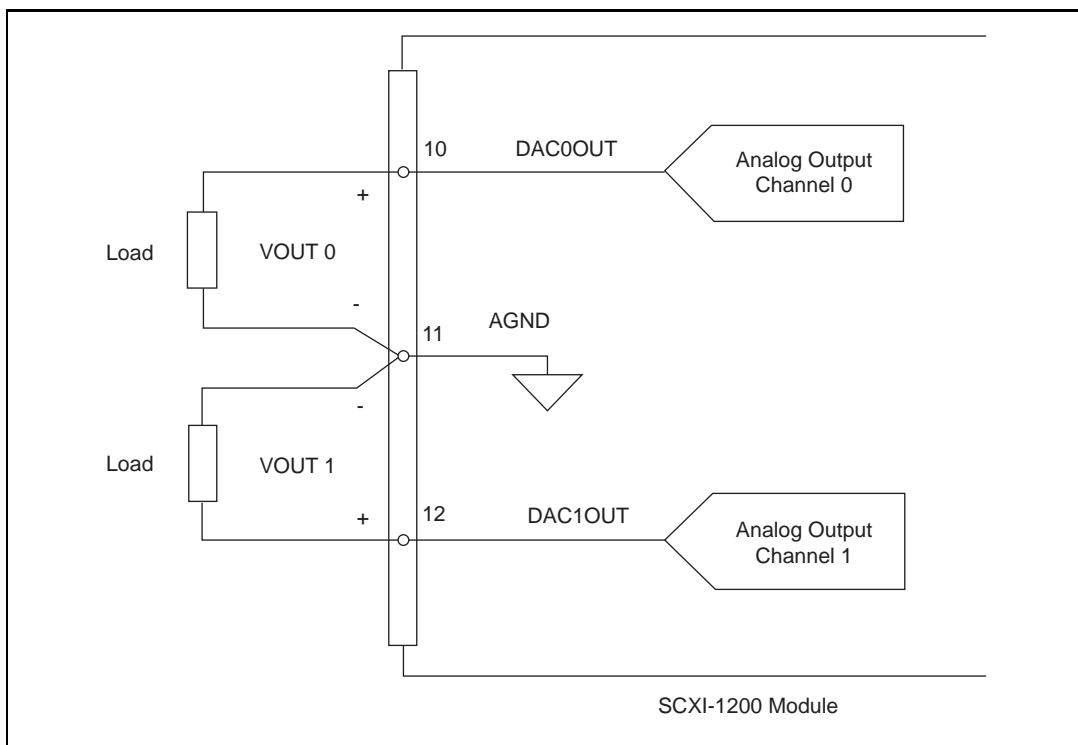 10
DAC0OUT
Analog Output
Channel 0
+
Load
VOUT 0
-
11
AGND
-
Load
VOUT 1
+
12
DAC1OUT
Analog Output
Channel 1
SCXI-1200 Module